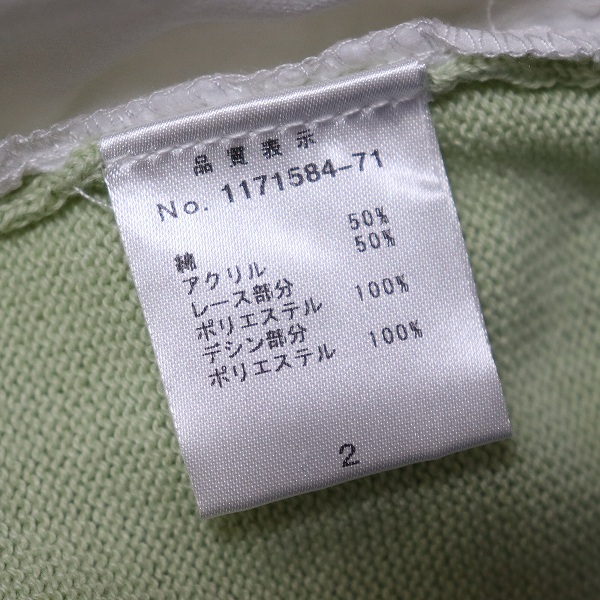 品質表示
No. 1171584-71
綿 50%
アクリル 50%
レース部分
ポリエステル 100%
デシン部分
ポリエステル 100%
2